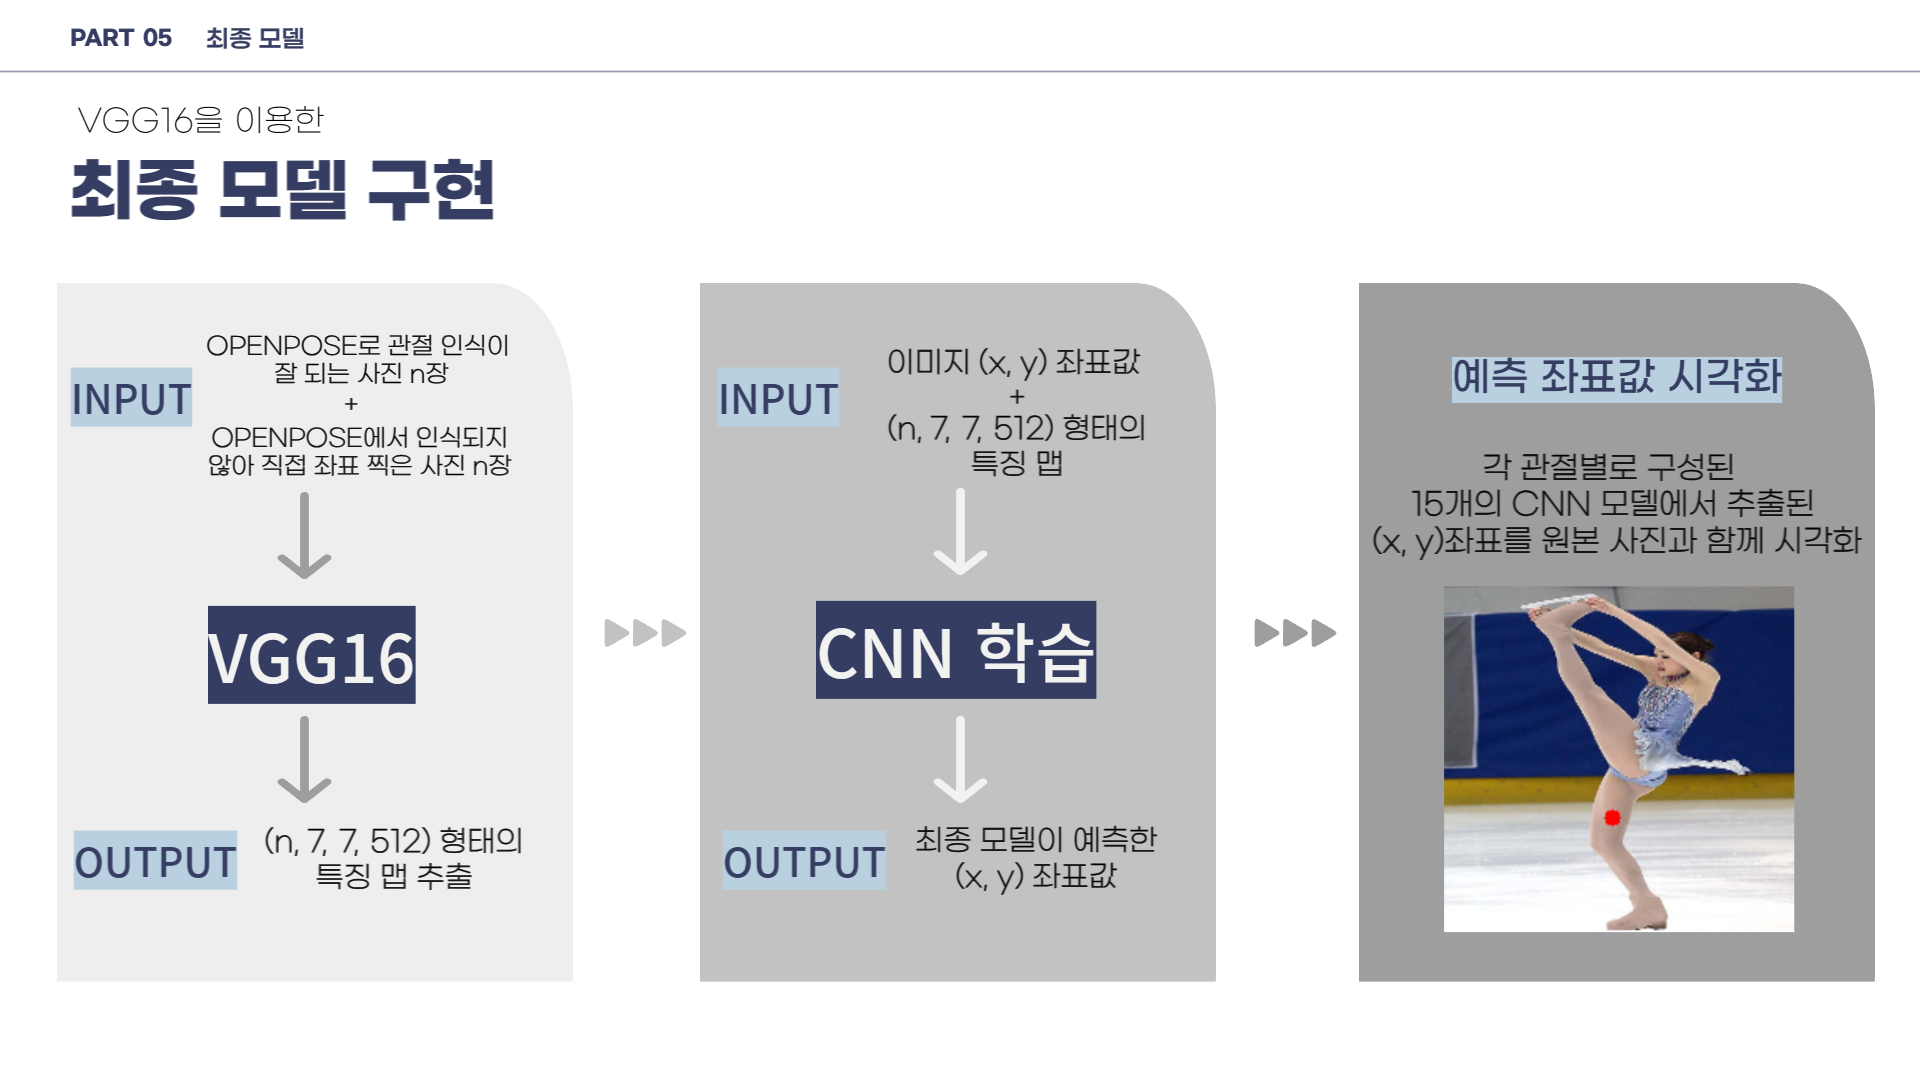 PART 05 최종 모델
VGG16을 이용한
최종 모델 구현
INPUT
OPENPOSE로 관절 인식이
잘 되는 사진 n장
+
OPENPOSE에서 인식되지
않아 직접 좌표 찍은 사진 n장
VGG16
OUTPUT
(n, 7, 7, 512) 형태의
특징 맵 추출
INPUT
이미지 (x, y) 좌표값
+
(n, 7, 7, 512) 형태의
특징 맵
CNN 학습
OUTPUT
최종 모델이 예측한
(x, y) 좌표값
예측 좌표값 시각화
각 관절별로 구성된
15개의 CNN 모델에서 추출된
(x, y)좌표를 원본 사진과 함께 시각화